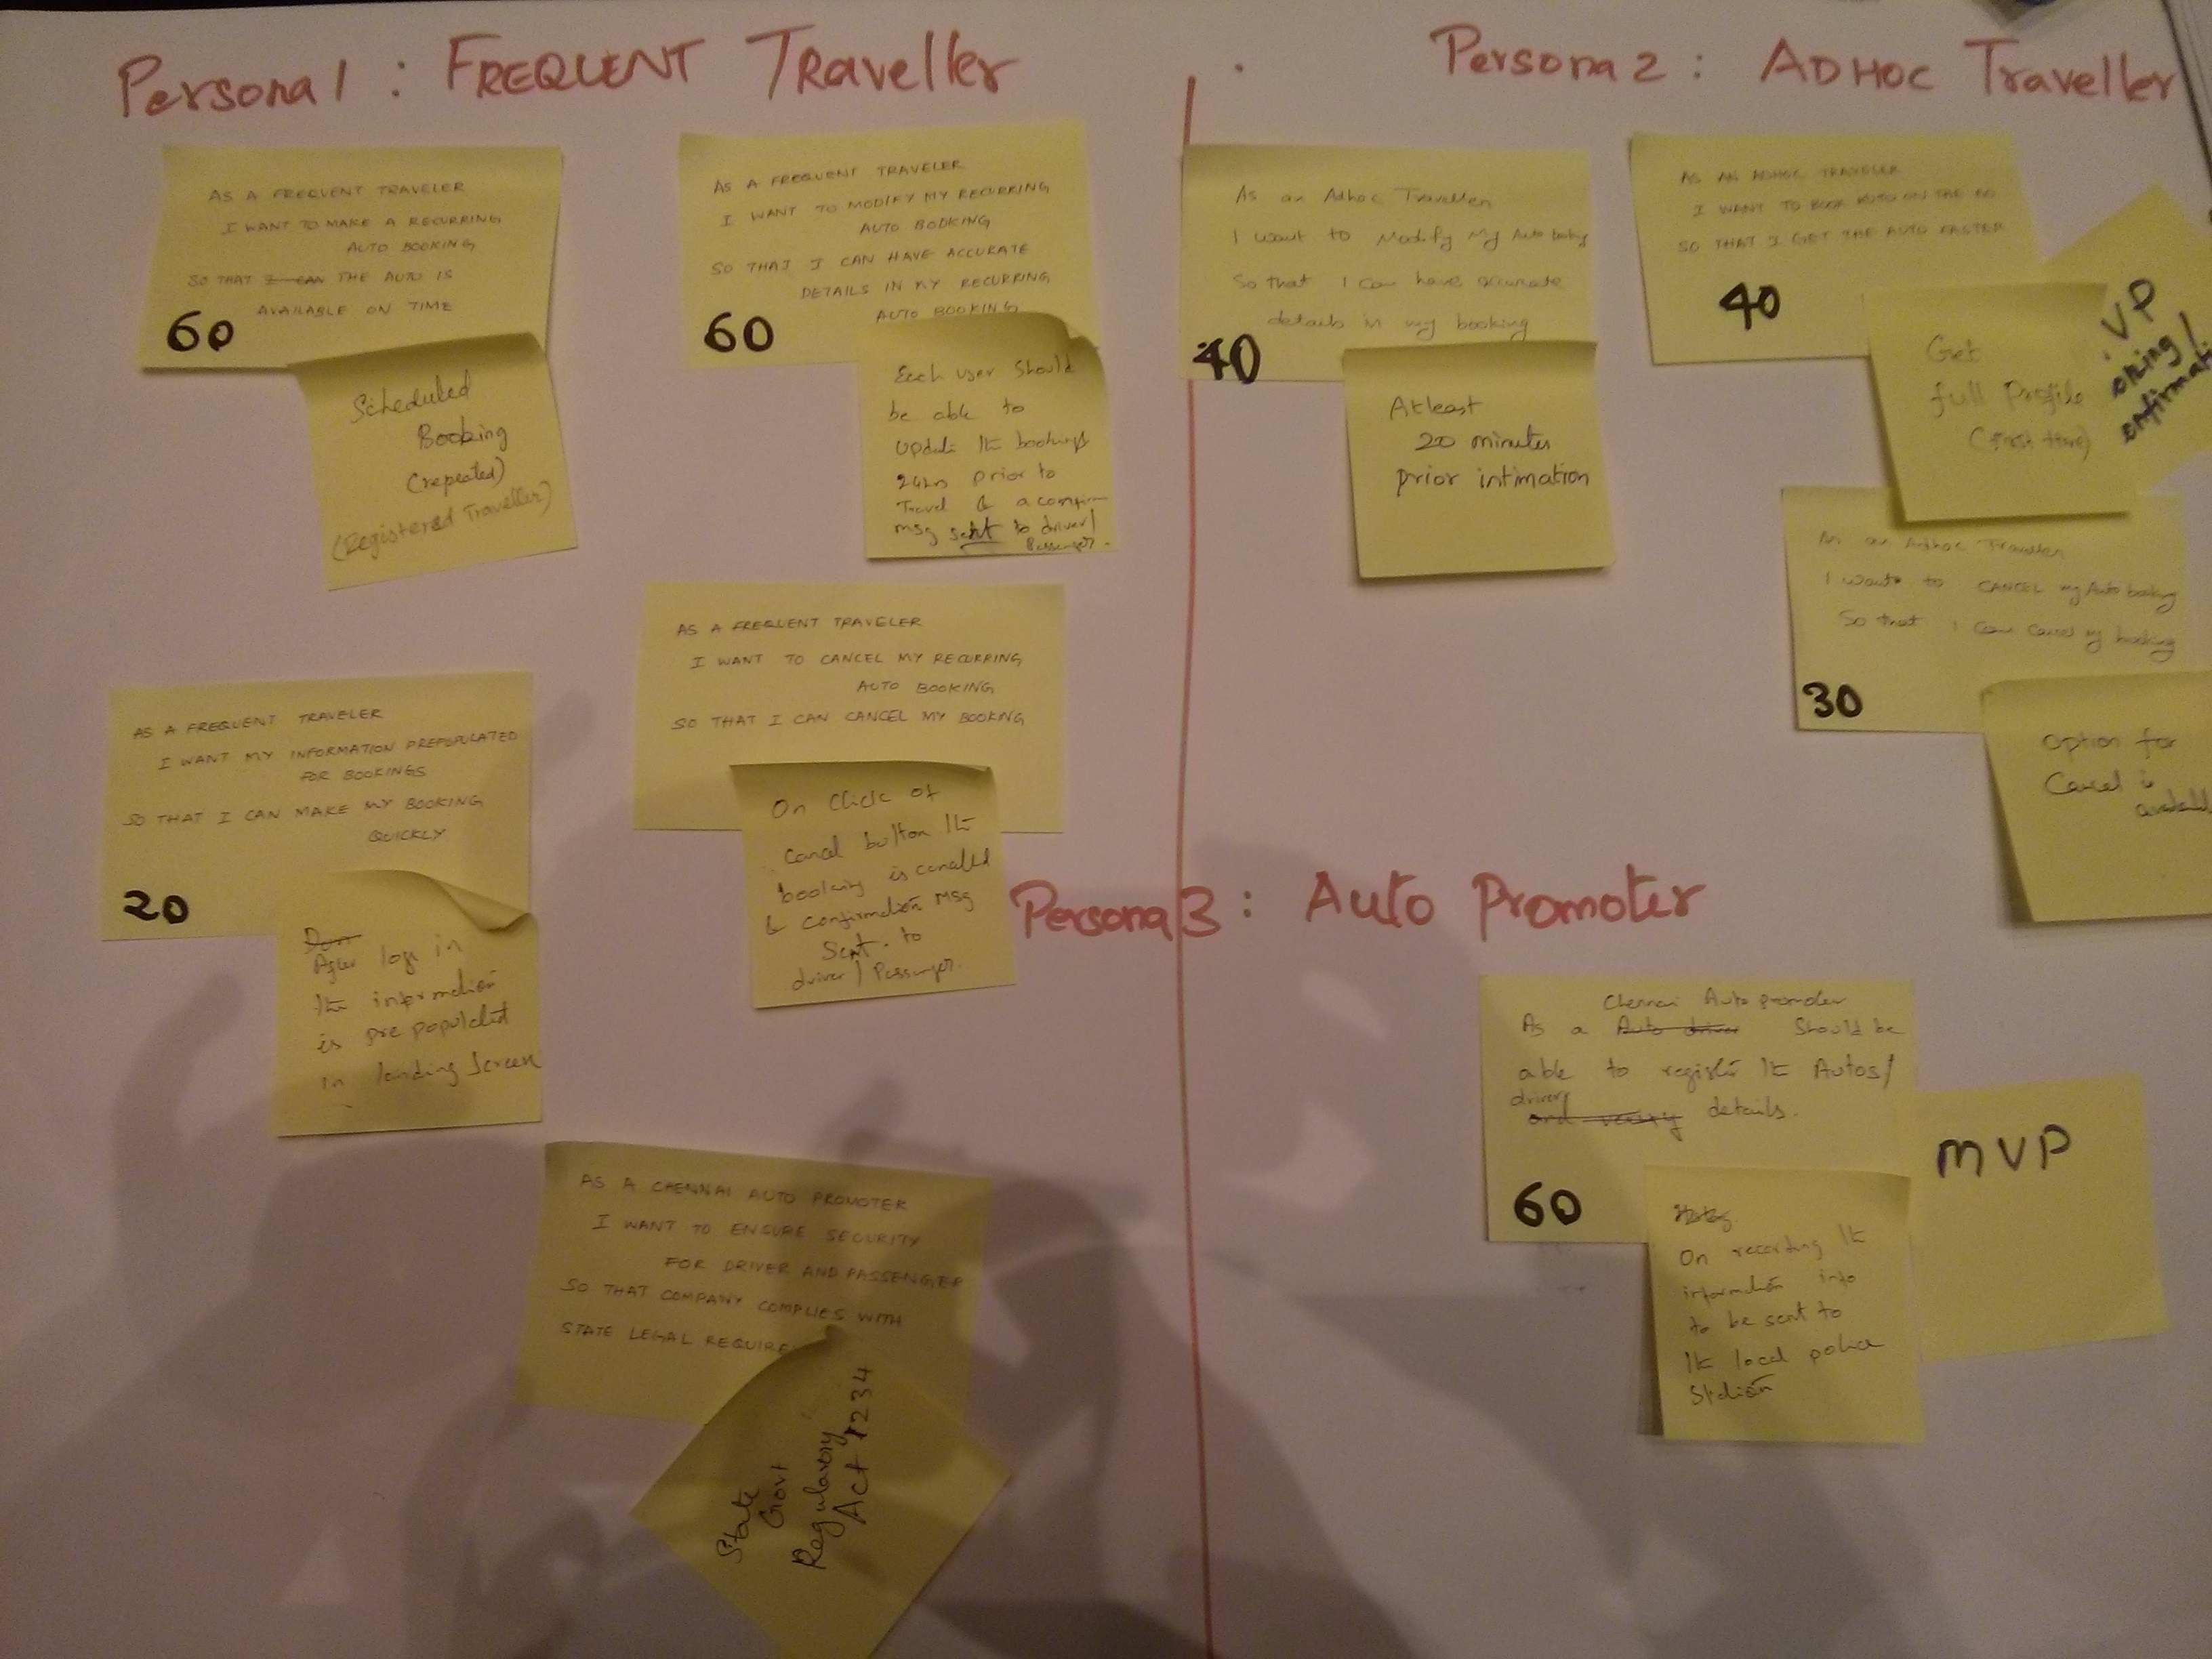 Persona 1 : FREQUENT Traveller
AS A FREQUENT TRAVELER
I WANT TO MAKE A RECURRING
AUTO BOOKING
SO THAT I CAN THE AUTO IS
AVAILABLE ON TIME
60
Scheduled
Booking
(repeated)
(Registered Traveller)
AS A FREQUENT TRAVELER
I WANT TO MODIFY MY RECURRING
AUTO BOOKING
SO THAT I CAN HAVE ACCURATE
DETAILS IN MY RECURRING
AUTO BOOKING
60
Each user should
be able to
update the bookings
24hrs prior to
Travel & a confirm
msg sent to driver/
Passenger.
AS A FREQUENT TRAVELER
I WANT MY INFORMATION PREPOPULATED
FOR BOOKINGS
SO THAT I CAN MAKE MY BOOKING
QUICKLY
20
After log in
the information
is pre populated
in landing screen
AS A FREQUENT TRAVELER
I WANT TO CANCEL MY RECURRING
AUTO BOOKING
SO THAT I CAN CANCEL MY BOOKING
On click of
cancel button the
booking is cancelled
& confirmation msg
sent to
driver/Passenger.
Persona 2 : ADHOC Traveller
As an Adhoc Traveller
I want to Modify My Auto booking
So that I can have accurate
details in my booking
40
Atleast
20 minutes
prior intimation
AS AN ADHOC TRAVELER
I WANT TO BOOK AUTO ON THE GO
SO THAT I GET THE AUTO FASTER
40
Get
full Profile
(first time)
VP
As an Adhoc Traveller
I want to CANCEL my Auto booking
So that I can cancel my booking
30
Option for
Cancel is
Persona 3 : Auto Promoter
Chennai Auto promoter
As a Auto driver Should be
able to register the Autos/
driver/
and details.
60
MVP
On recording the
information into
to be sent to
the local police
station
AS A CHENNAI AUTO PROMOTER
I WANT TO ENSURE SECURITY
FOR DRIVER AND PASSENGER
SO THAT COMPANY COMPLIES WITH
STATE LEGAL REQUIRE
State
Govt
Regulavory
Act 1234